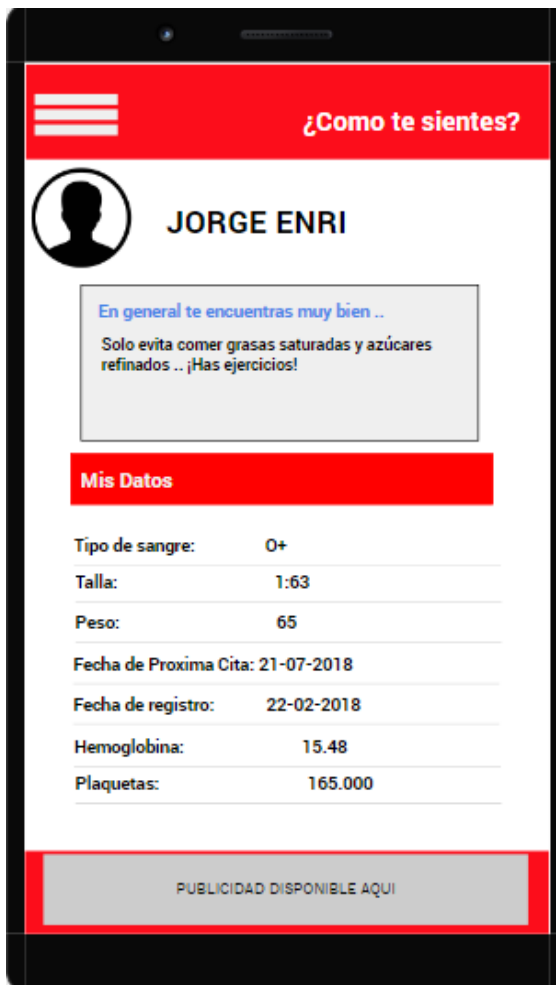 ¿Como te sientes?
JORGE ENRI
En general te encuentras muy bien ..
Solo evita comer grasas saturadas y azúcares
refinados .. ¡Has ejercicios!
Mis Datos
Tipo de sangre: O+
Talla: 1:63
Peso: 65
Fecha de Proxima Cita: 21-07-2018
Fecha de registro: 22-02-2018
Hemoglobina: 15.48
Plaquetas: 165.000
PUBLICIDAD DISPONIBLE AQUI